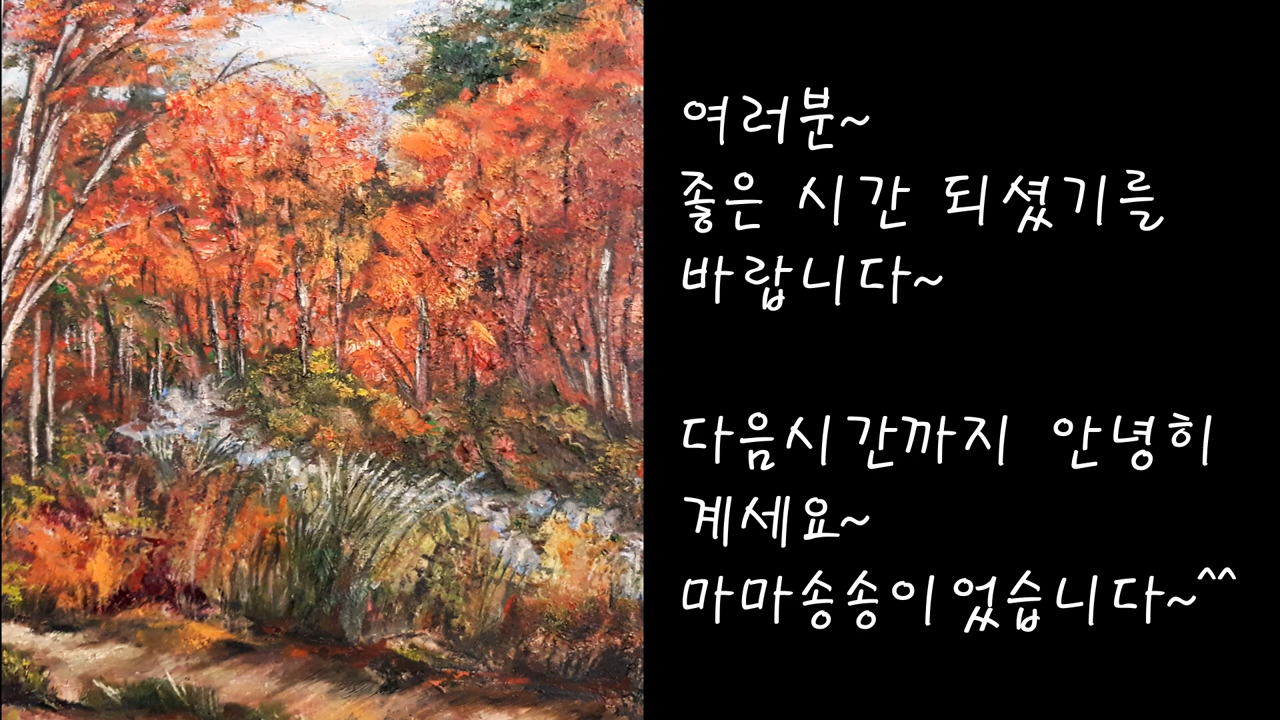 여러분~
좋은 시간 되셨기를
바랍니다~
다음시간까지 안녕히
계세요~
마마송송이었습니다~^^